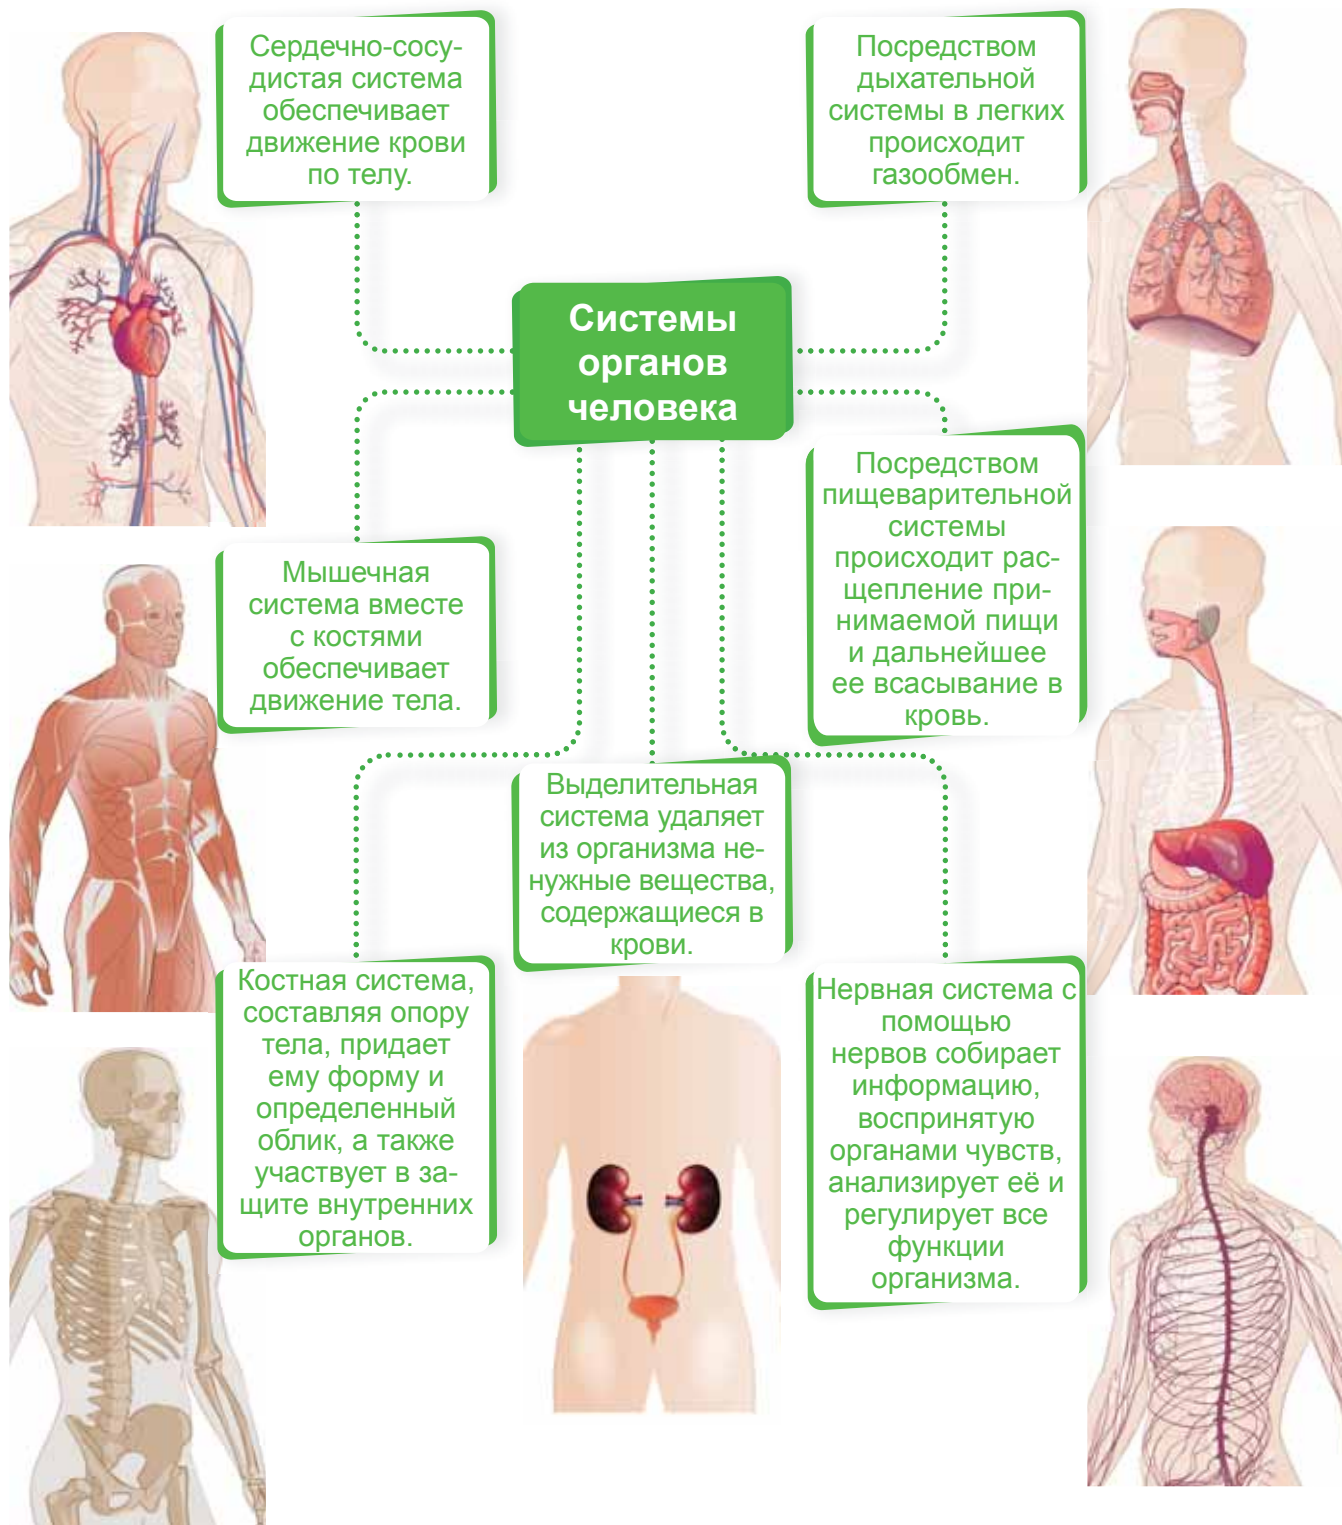 Сердечно-сосу-
дистая система
обеспечивает
движение крови
по телу.
Посредством
дыхательной
системы в легких
происходит
газообмен.
Системы
органов
человека
Мышечная
система вместе
с костями
обеспечивает
движение тела.
Посредством
пищеварительной
системы
происходит рас-
щепление при-
нимаемой пищи
и дальнейшее
ее всасывание в
кровь.
Выделительная
система удаляет
из организма не-
нужные вещества,
содержащиеся в
крови.
Костная система,
составляя опору
тела, придает
ему форму и
определенный
облик, а также
участвует в за-
щите внутренних
органов.
Нервная система с
помощью
нервов собирает
информацию,
воспринятую
органами чувств,
анализирует её и
регулирует все
функции
организма.